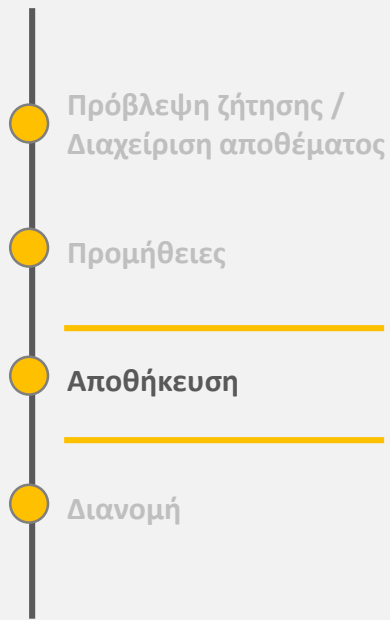 Πρόβλεψη ζήτησης /
Διαχείριση αποθέματος
Προμήθειες
Αποθήκευση
Διανομή